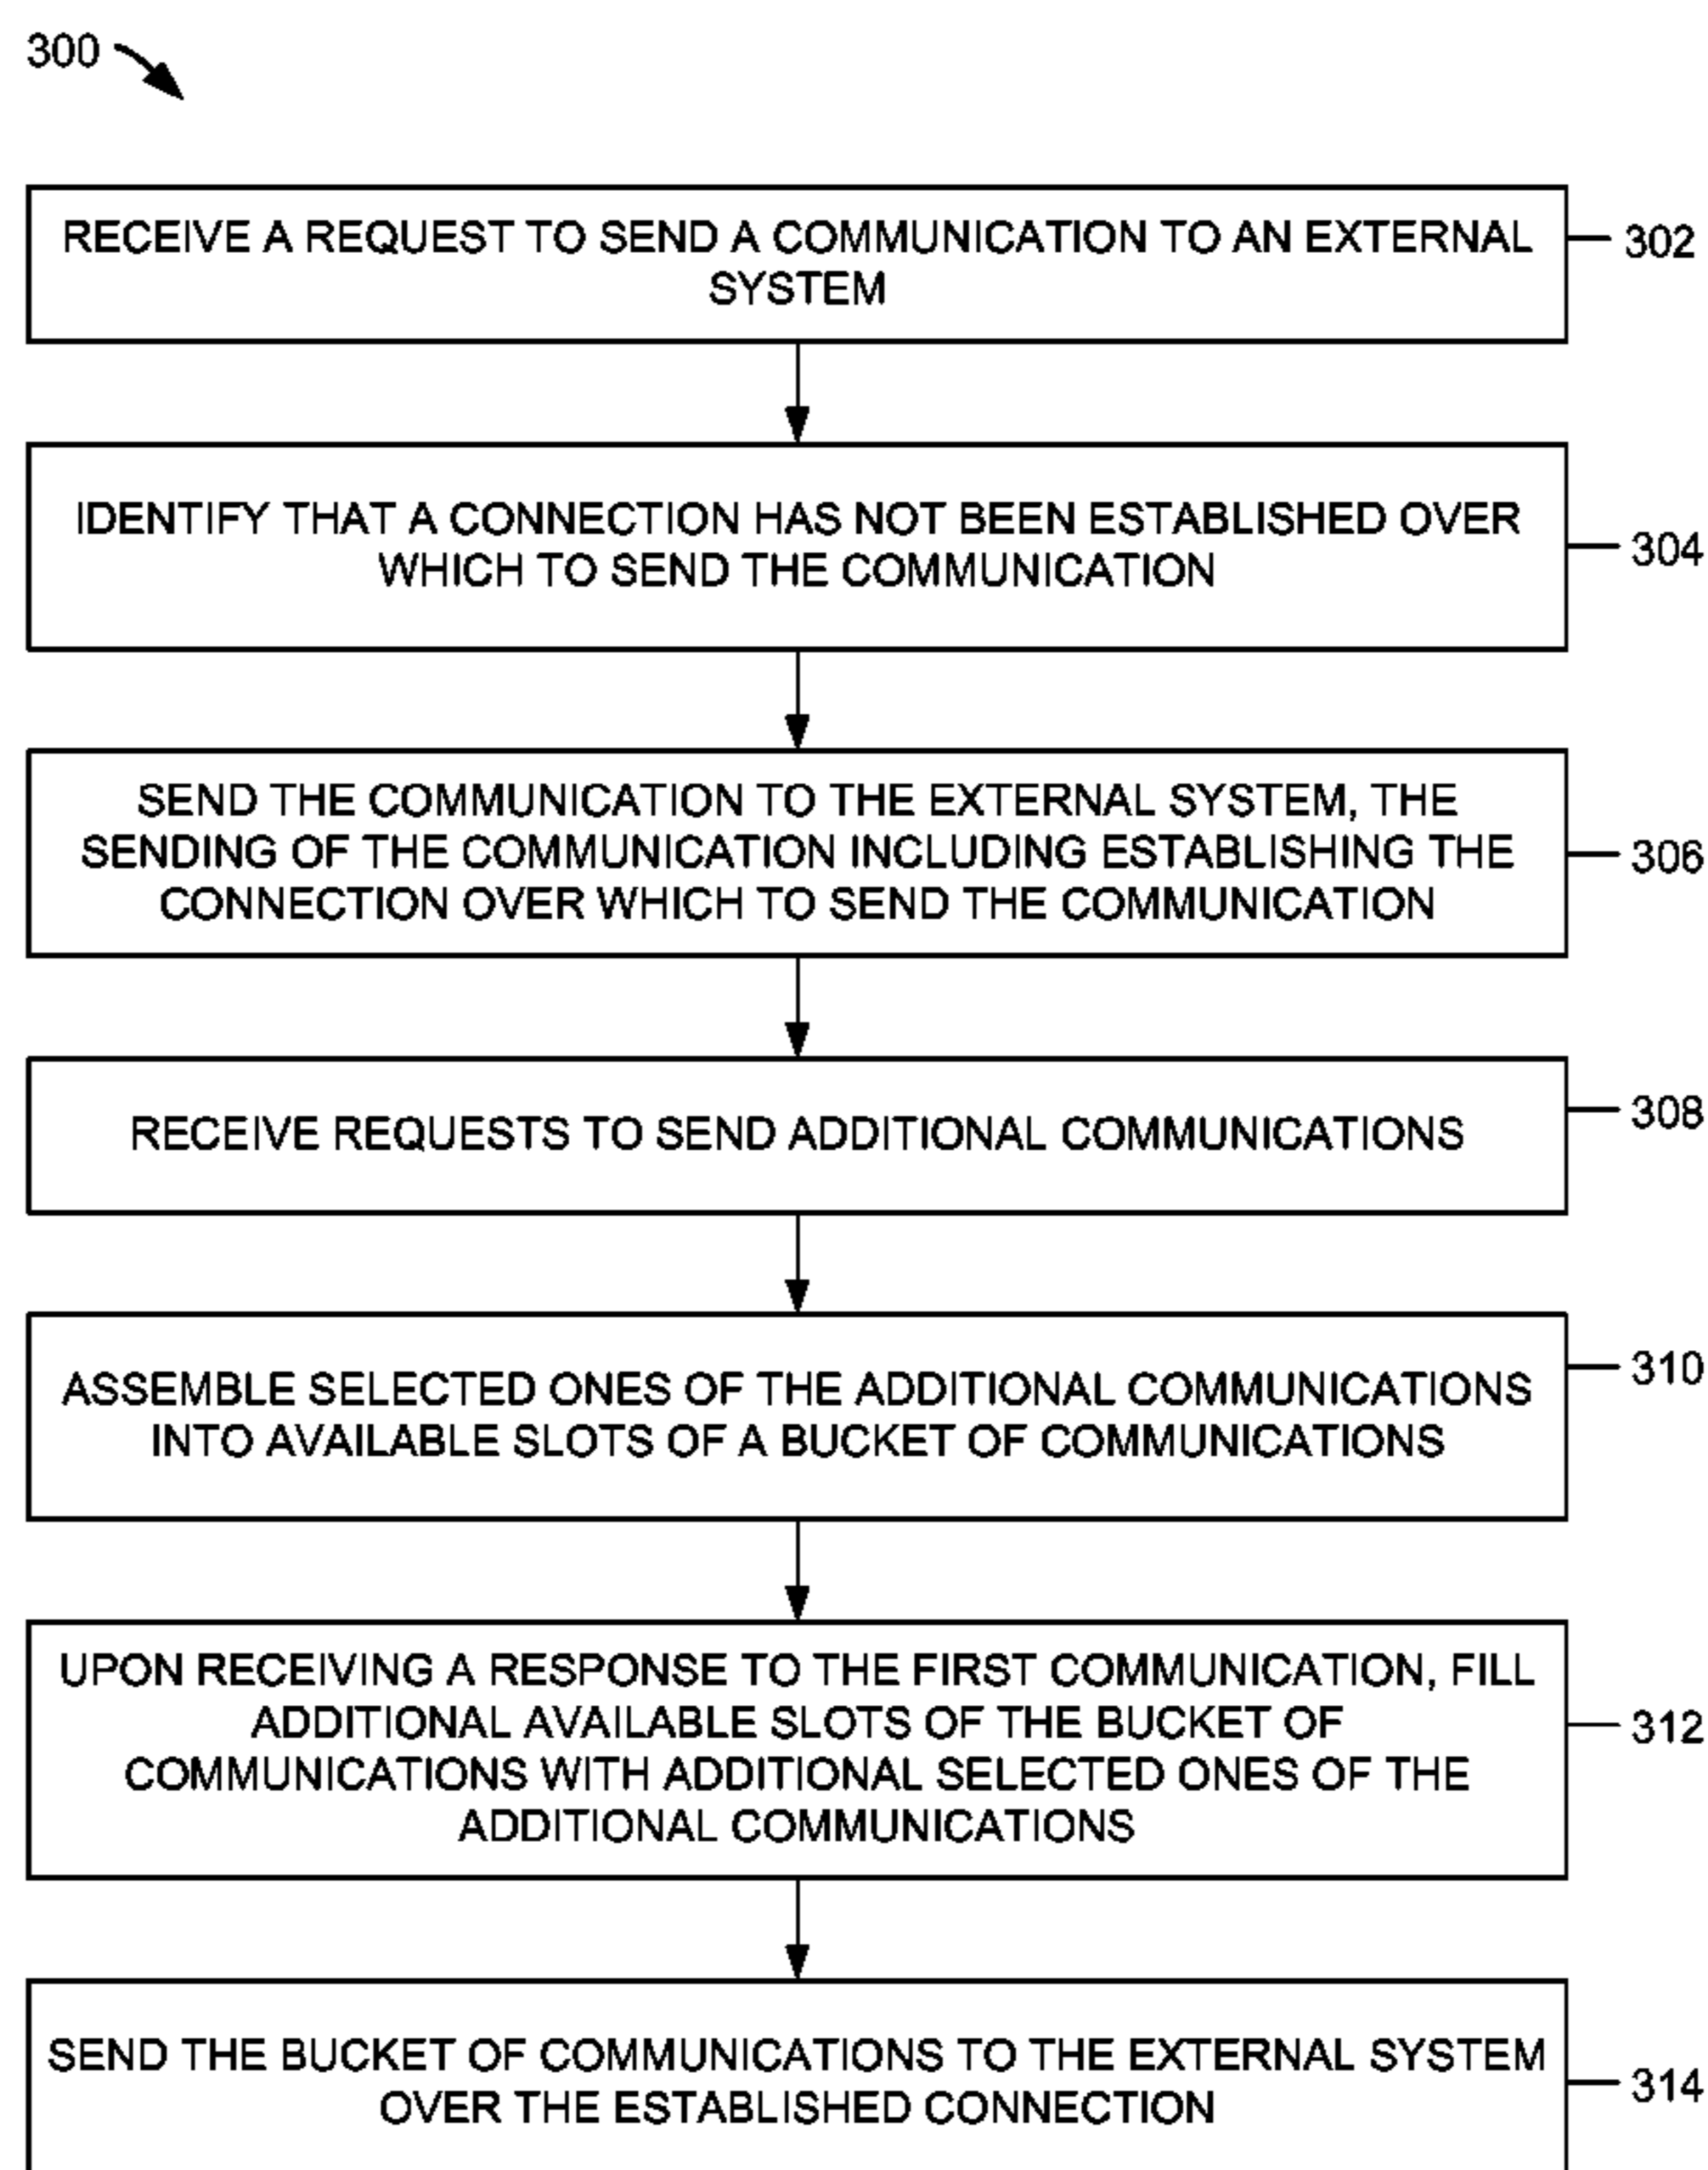 300
RECEIVE A REQUEST TO SEND A COMMUNICATION TO AN EXTERNAL
SYSTEM
302
IDENTIFY THAT A CONNECTION HAS NOT BEEN ESTABLISHED OVER
WHICH TO SEND THE COMMUNICATION
304
SEND THE COMMUNICATION TO THE EXTERNAL SYSTEM, THE
SENDING OF THE COMMUNICATION INCLUDING ESTABLISHING THE
CONNECTION OVER WHICH TO SEND THE COMMUNICATION
306
RECEIVE REQUESTS TO SEND ADDITIONAL COMMUNICATIONS
308
ASSEMBLE SELECTED ONES OF THE ADDITIONAL COMMUNICATIONS
INTO AVAILABLE SLOTS OF A BUCKET OF COMMUNICATIONS
310
UPON RECEIVING A RESPONSE TO THE FIRST COMMUNICATION, FILL
ADDITIONAL AVAILABLE SLOTS OF THE BUCKET OF
COMMUNICATIONS WITH ADDITIONAL SELECTED ONES OF THE
ADDITIONAL COMMUNICATIONS
312
SEND THE BUCKET OF COMMUNICATIONS TO THE EXTERNAL SYSTEM
OVER THE ESTABLISHED CONNECTION
314